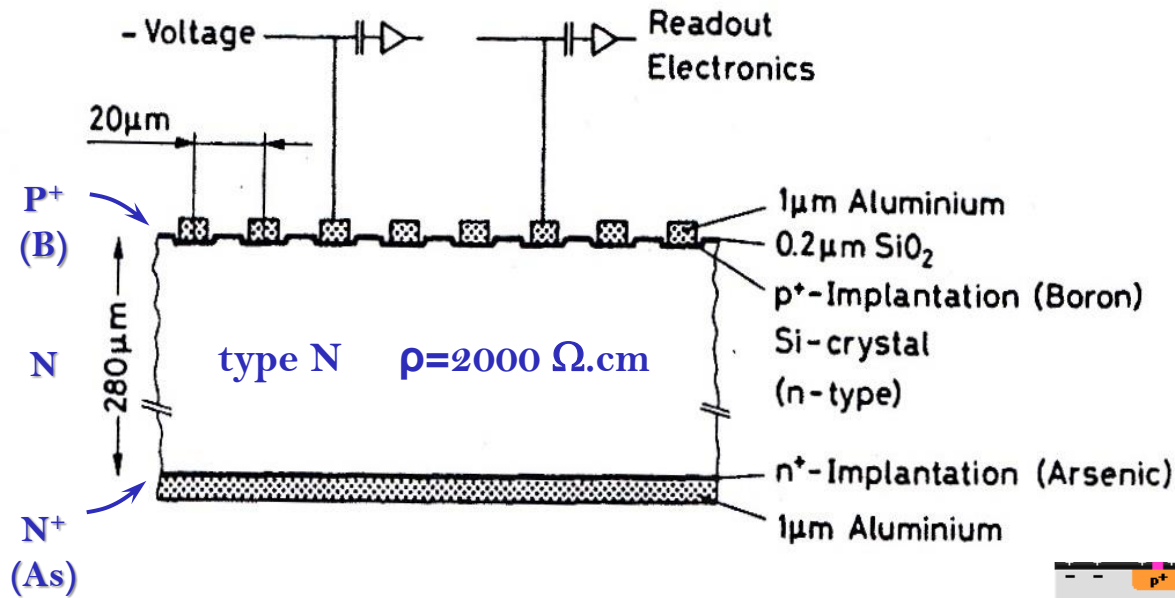 - Voltage
Readout
Electronics
20µm
P⁺
(B)
1µm Aluminium
0.2µm SiO₂
p⁺-Implantation (Boron)
Si-crystal
(n-type)
280µm
N
type N ρ=2000 Ω.cm
n⁺-Implantation (Arsenic)
1µm Aluminium
N⁺
(As)
- -
p⁺